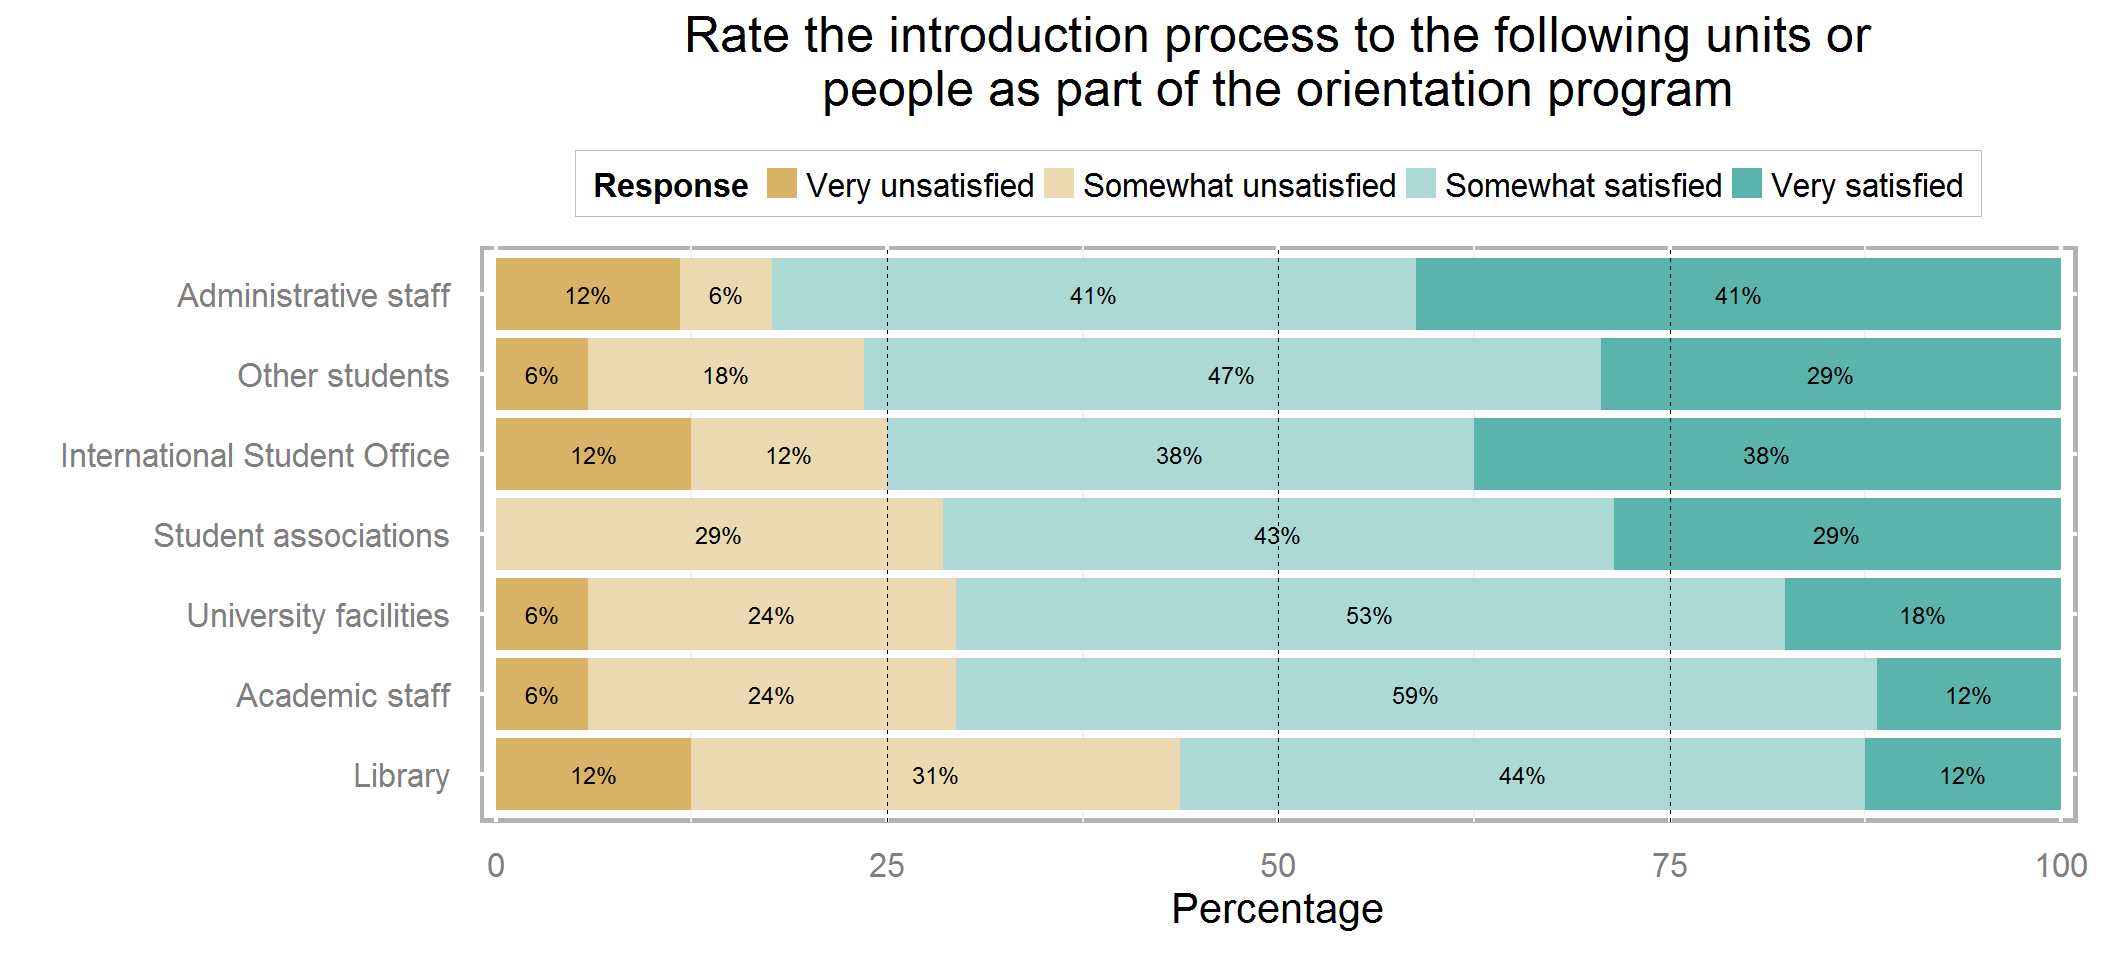 Rate the introduction process to the following units or
people as part of the orientation program
Response Very unsatisfied Somewhat unsatisfied Somewhat satisfied Very satisfied
Administrative staff 12% 6% 41% 41%
Other students 6% 18% 47% 29%
International Student Office 12% 12% 38% 38%
Student associations 29% 43% 29%
University facilities 6% 24% 53% 18%
Academic staff 6% 24% 59% 12%
Library 12% 31% 44% 12%
0 25 50 75 100
Percentage